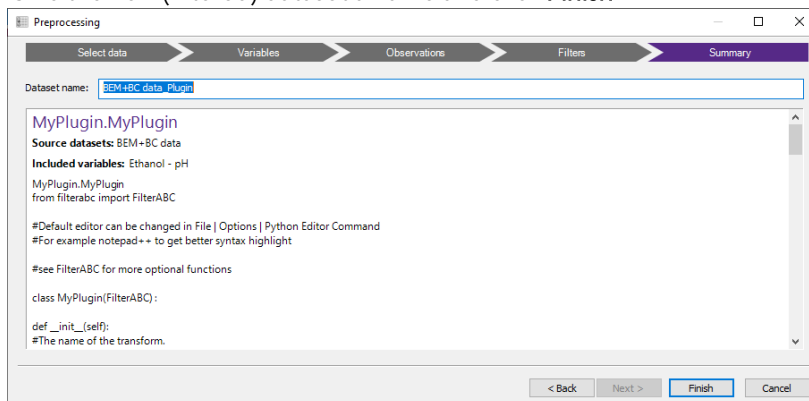 Preprocessing
Select data Variables Observations Filters Summary
Dataset name: BEM+BC data_Plugin
MyPlugin.MyPlugin
Source datasets: BEM+BC data
Included variables: Ethanol - pH
MyPlugin.MyPlugin
from filterabc import FilterABC
#Default editor can be changed in File | Options | Python Editor Command
#For example notepad++ to get better syntax highlight
#see FilterABC for more optional functions
class MyPlugin(FilterABC) :
def __init__(self):
#The name of the transform.
< Back Next > Finish Cancel